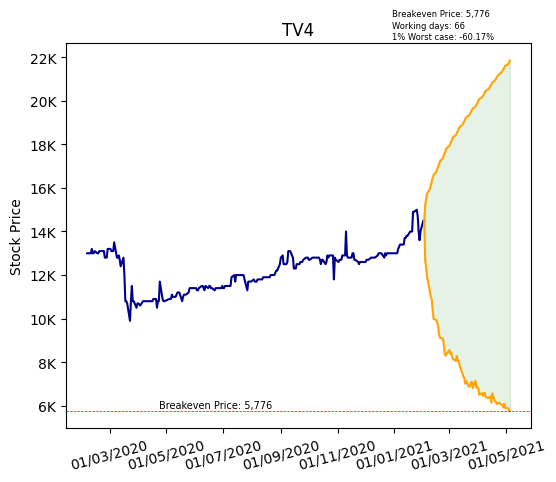 Breakeven Price: 5,776
Working days: 66
1% Worst case: -60.17%
TV4
Stock Price
22K
20K
18K
16K
14K
12K
10K
8K
6K
Breakeven Price: 5,776
01/03/2020
01/05/2020
01/07/2020
01/09/2020
01/11/2020
01/01/2021
01/03/2021
01/05/2021